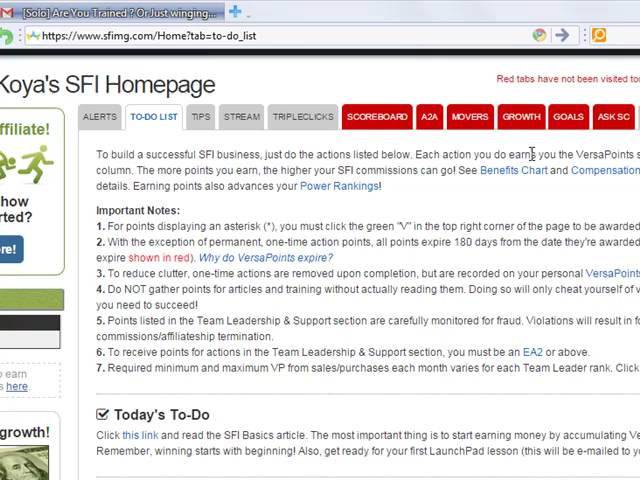 [Solo] Are You Trained ? Or Just winging...
https://www.sfimg.com/Home?tab=to-do_list
Koya's SFI Homepage
Red tabs have not been visited
ALERTS TO-DO LIST TIPS STREAM TRIPLECLICKS SCOREBOARD A2A MOVERS GROWTH GOALS ASK SC
ffiliate!
how
rted?
re!
to earn
s here.
growth!
To build a successful SFI business, just do the actions listed below. Each action you do earns you the VersaPoints s
column. The more points you earn, the higher your SFI commissions can go! See Benefits Chart and Compensation
details. Earning points also advances your Power Rankings!
Important Notes:
1. For points displaying an asterisk (*), you must click the green "V" in the top right corner of the page to be awarded
2. With the exception of permanent, one-time action points, all points expire 180 days from the date they're awarded
expire shown in red). Why do VersaPoints expire?
3. To reduce clutter, one-time actions are removed upon completion, but are recorded on your personal VersaPoints
4. Do NOT gather points for articles and training without actually reading them. Doing so will only cheat yourself of
you need to succeed!
5. Points listed in the Team Leadership & Support section are carefully monitored for fraud. Violations will result in f
commissions/affiliateship termination.
6. To receive points for actions in the Team Leadership & Support section, you must be an EA2 or above.
7. Required minimum and maximum VP from sales/purchases each month varies for each Team Leader rank. Click
Today's To-Do
Click this link and read the SFI Basics article. The most important thing is to start earning money by accumulating Ve
Remember, winning starts with beginning! Also, get ready for your first LaunchPad lesson (this will be e-mailed to y